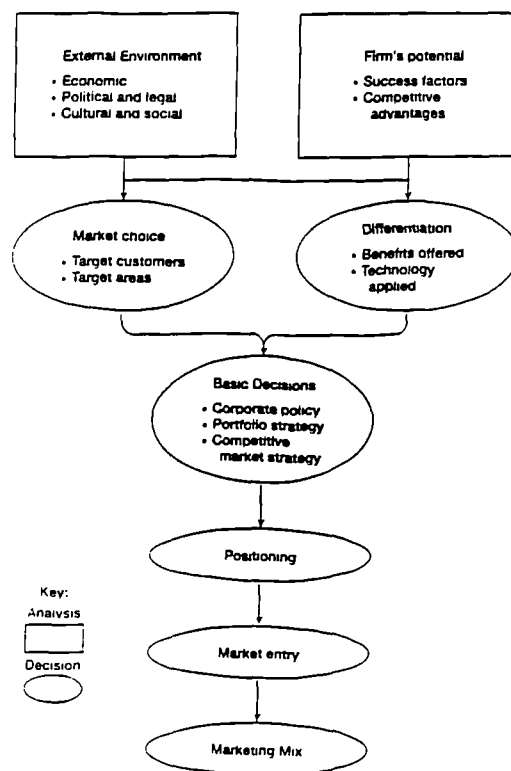 External Environment
• Economic
• Political and legal
• Cultural and social
Firm's potential
• Success factors
• Competitive
advantages
Market choice
• Target customers
• Target areas
Differentiation
• Benefits offered
• Technology
applied
Basic Decisions
• Corporate policy
• Portfolio strategy
• Competitive
market strategy
Positioning
Key:
Analysis
Decision
Market entry
Marketing Mix